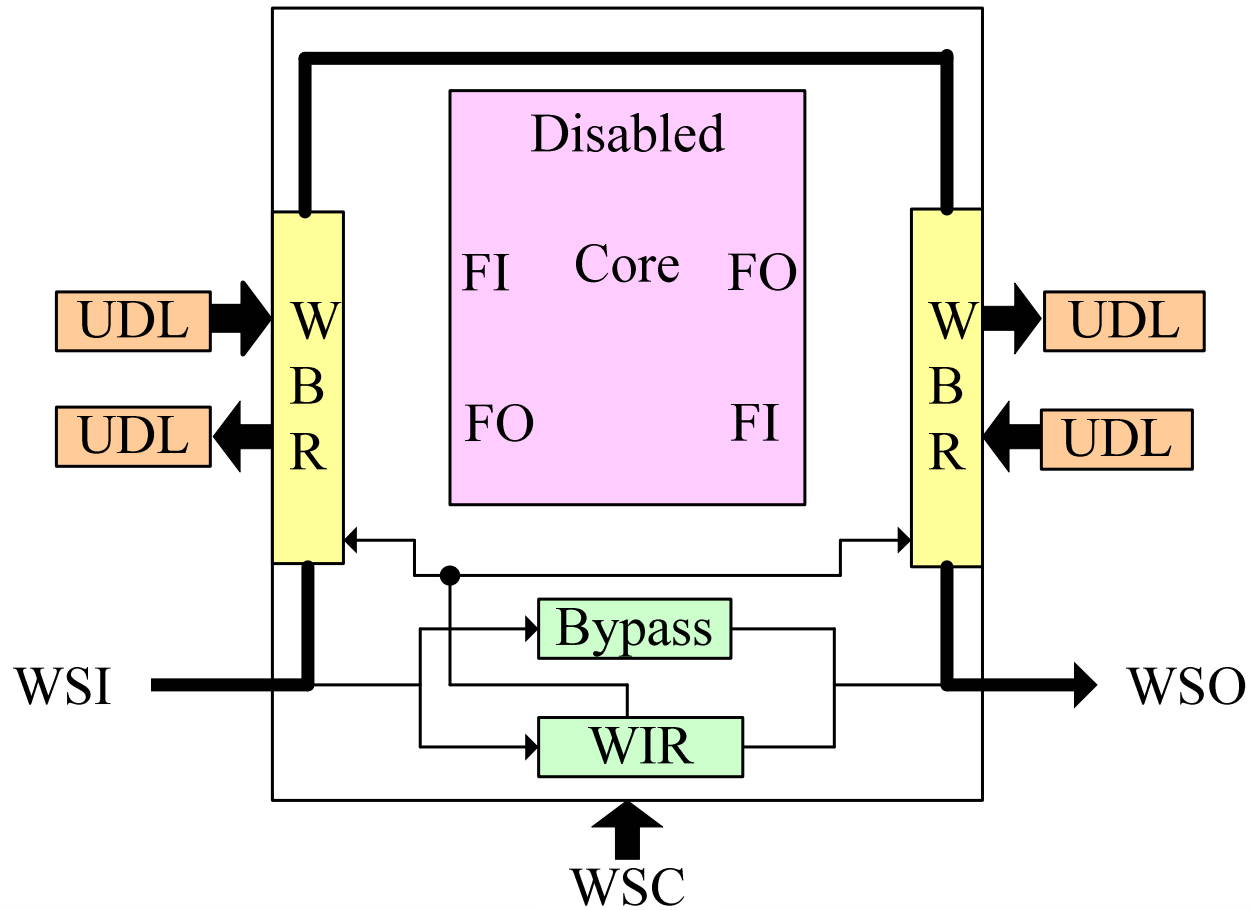 Disabled
Core
FI
FO
FO
FI
UDL
UDL
W
B
R
W
B
R
UDL
UDL
Bypass
WIR
WSI
WSO
WSC